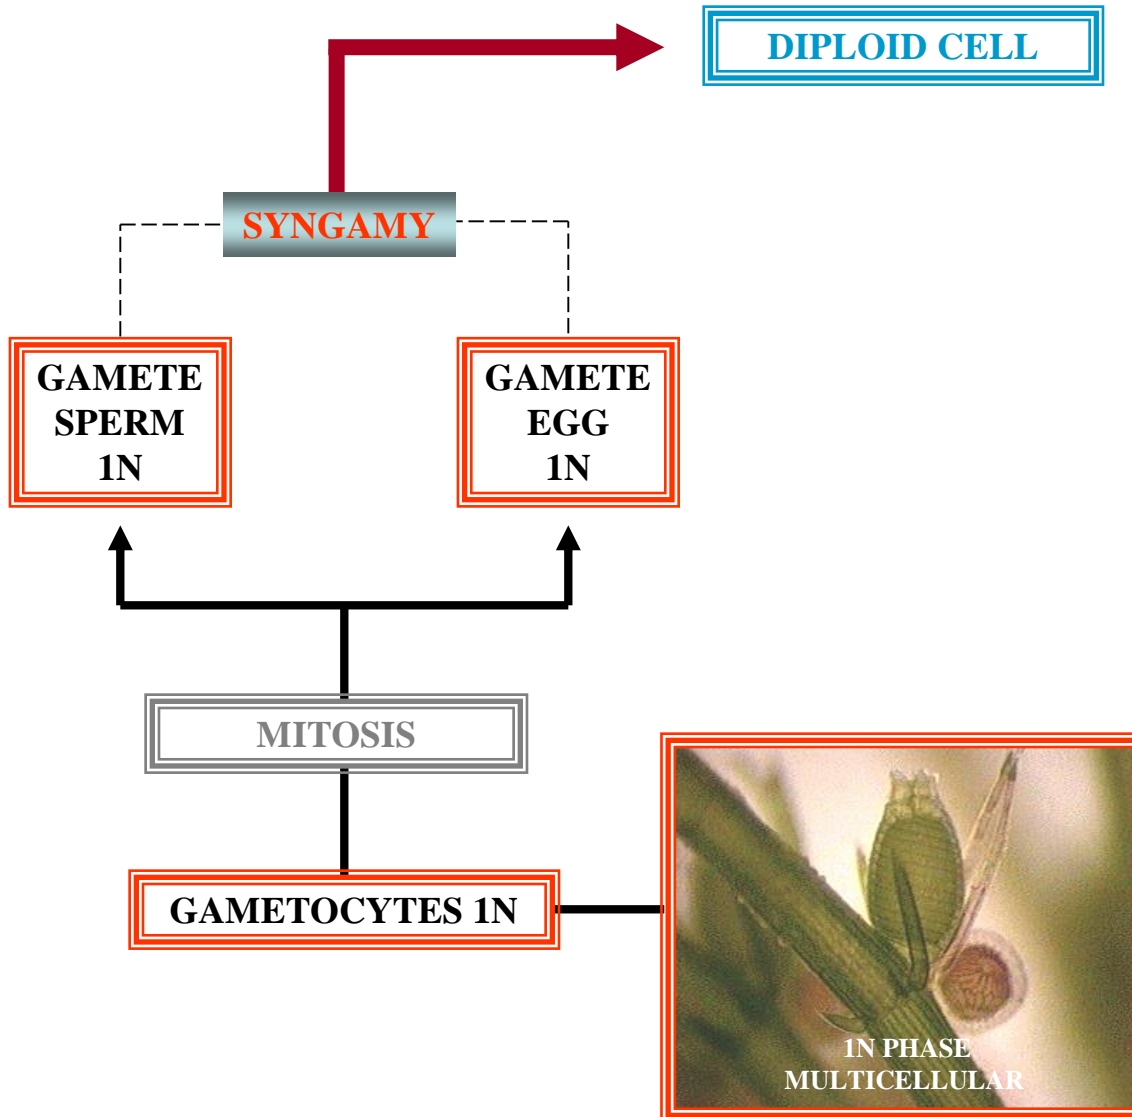 DIPLOID CELL
SYNGAMY
GAMETE
SPERM
1N
GAMETE
EGG
1N
MITOSIS
GAMETOCYTES 1N
1N PHASE
MULTICELLULAR